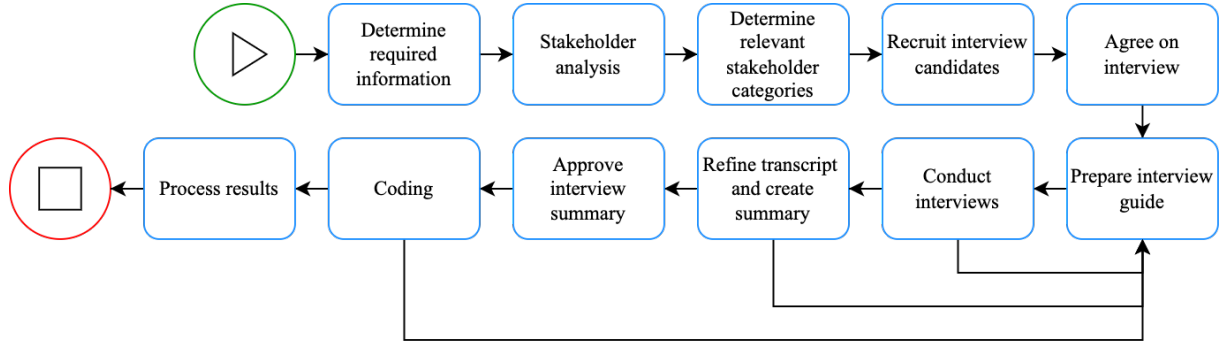 Determine
required
information
Stakeholder
analysis
Determine
relevant
stakeholder
categories
Recruit interview
candidates
Agree on
interview
Process results
Coding
Approve
interview
summary
Refine transcript
and create
summary
Conduct
interviews
Prepare interview
guide